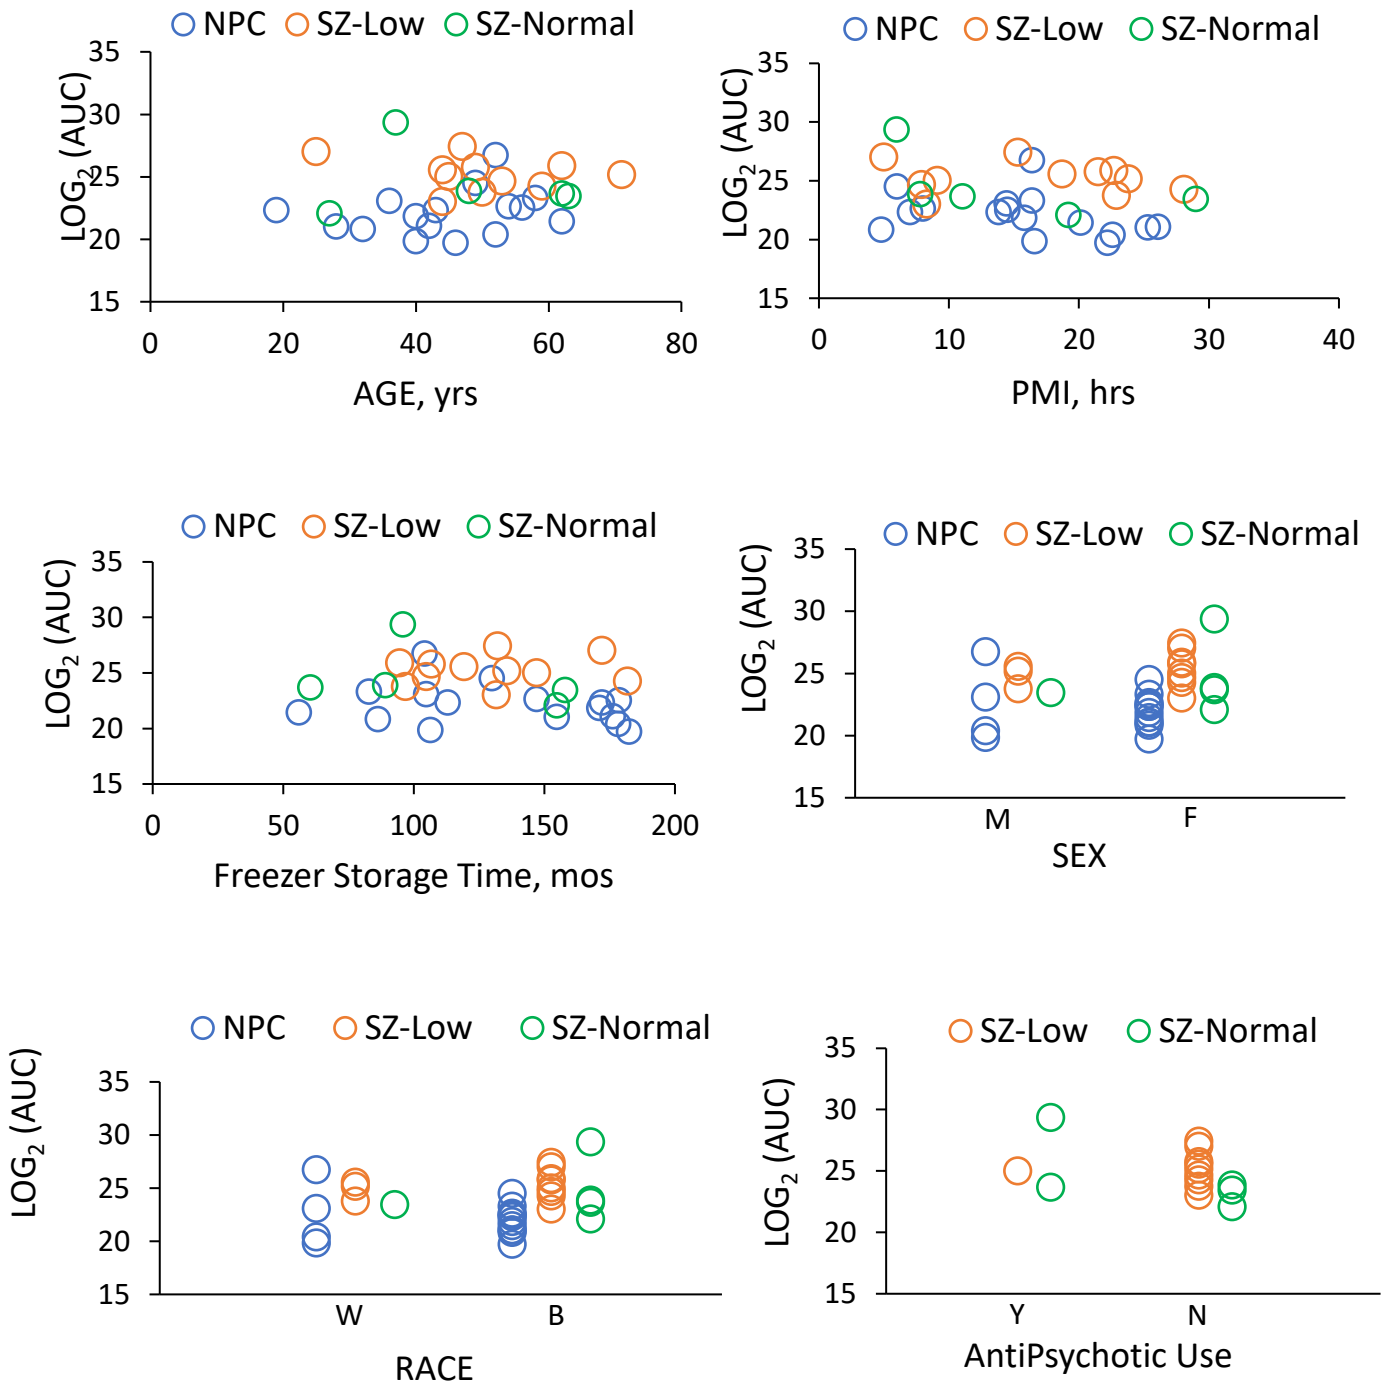 NPC SZ-Low SZ-Normal
LOG2 (AUC)
35
30
25
20
15
0 20 40 60 80
AGE, yrs
NPC SZ-Low SZ-Normal
LOG2 (AUC)
35
30
25
20
15
0 10 20 30 40
PMI, hrs
NPC SZ-Low SZ-Normal
LOG2 (AUC)
35
30
25
20
15
0 50 100 150 200
Freezer Storage Time, mos
NPC SZ-Low SZ-Normal
LOG2 (AUC)
35
30
25
20
15
M F
SEX
NPC SZ-Low SZ-Normal
LOG2 (AUC)
35
30
25
20
15
W B
RACE
SZ-Low SZ-Normal
LOG2 (AUC)
35
30
25
20
15
Y N
AntiPsychotic Use